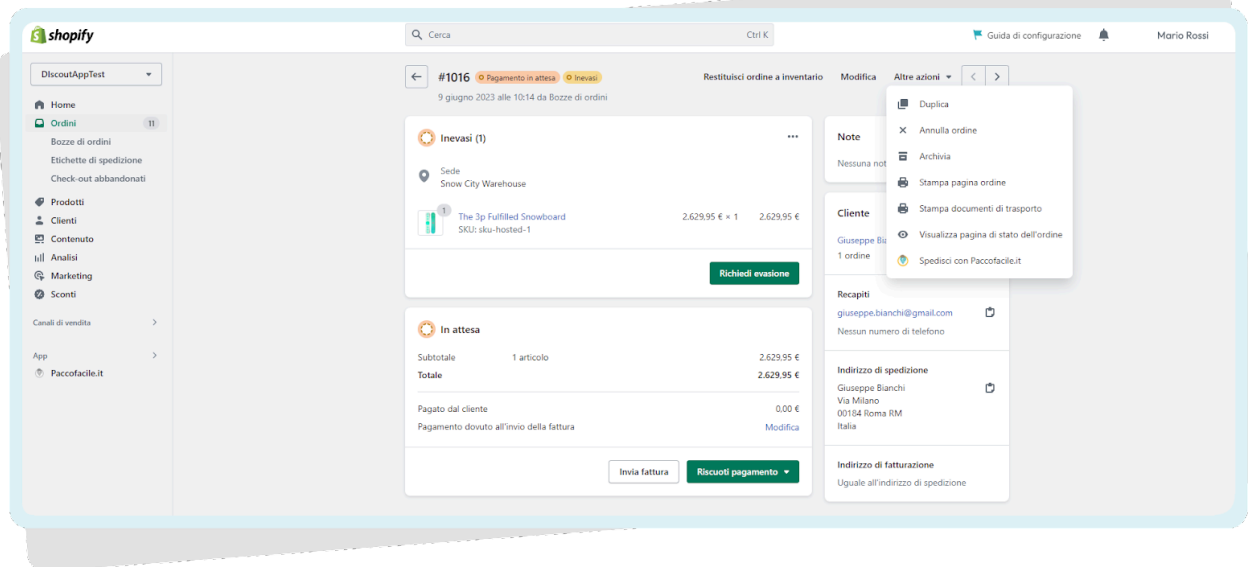 shopify
Cerca
Ctrl K
Guida di configurazione
Mario Rossi
DIscoutAppTest
Home
Ordini
11
Bozze di ordini
Etichette di spedizione
Check-out abbandonati
Prodotti
Clienti
Contenuto
Analisi
Marketing
Sconti
Canali di vendita
App
Paccofacile.it
#1016
Pagamento in attesa
Inevasi
9 giugno 2023 alle 10:14 da Bozze di ordini
Restituisci ordine a inventario
Modifica
Altre azioni
Duplica
Annulla ordine
Archivia
Stampa pagina ordine
Stampa documenti di trasporto
Visualizza pagina di stato dell'ordine
Spedisci con Paccofacile.it
Inevasi (1)
Sede
Snow City Warehouse
1
The 3p Fulfilled Snowboard
2.629,95 € × 1
2.629,95 €
SKU: sku-hosted-1
Richiedi evasione
In attesa
Subtotale
1 articolo
2.629,95 €
Totale
2.629,95 €
Pagato dal cliente
0,00 €
Pagamento dovuto all'invio della fattura
Modifica
Invia fattura
Riscuoti pagamento
Note
Nessuna
Cliente
Giuseppe
1 ordine
Recapiti
giuseppe.bianchi@gmail.com
Nessun numero di telefono
Indirizzo di spedizione
Giuseppe Bianchi
Via Milano
00184 Roma RM
Italia
Indirizzo di fatturazione
Uguale all'indirizzo di spedizione